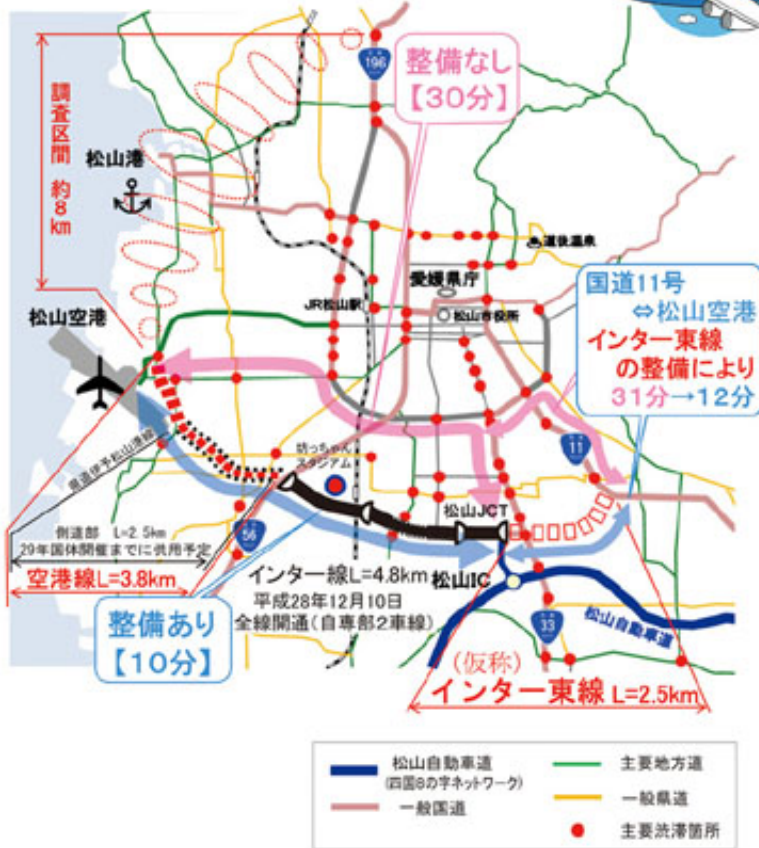 196
整備なし
【30分】
調査区間 約8km
松山港
道後温泉
愛媛県庁
JR松山駅
松山市役所
松山空港
国道11号
⇔松山空港
インター東線
の整備により
31分→12分
11
県道伊予松山港線
坊っちゃん
スタジアム
松山JCT
側道部 L=2.5km
29年国体開催までに供用予定
56
空港線L=3.8km
インター線L=4.8km
平成28年12月10日
全線開通(自専部2車線)
松山IC
整備あり
【10分】
33
松山自動車道
(仮称)
インター東線 L=2.5km
松山自動車道
(四国8の字ネットワーク)
一般国道
主要地方道
一般県道
主要渋滞箇所